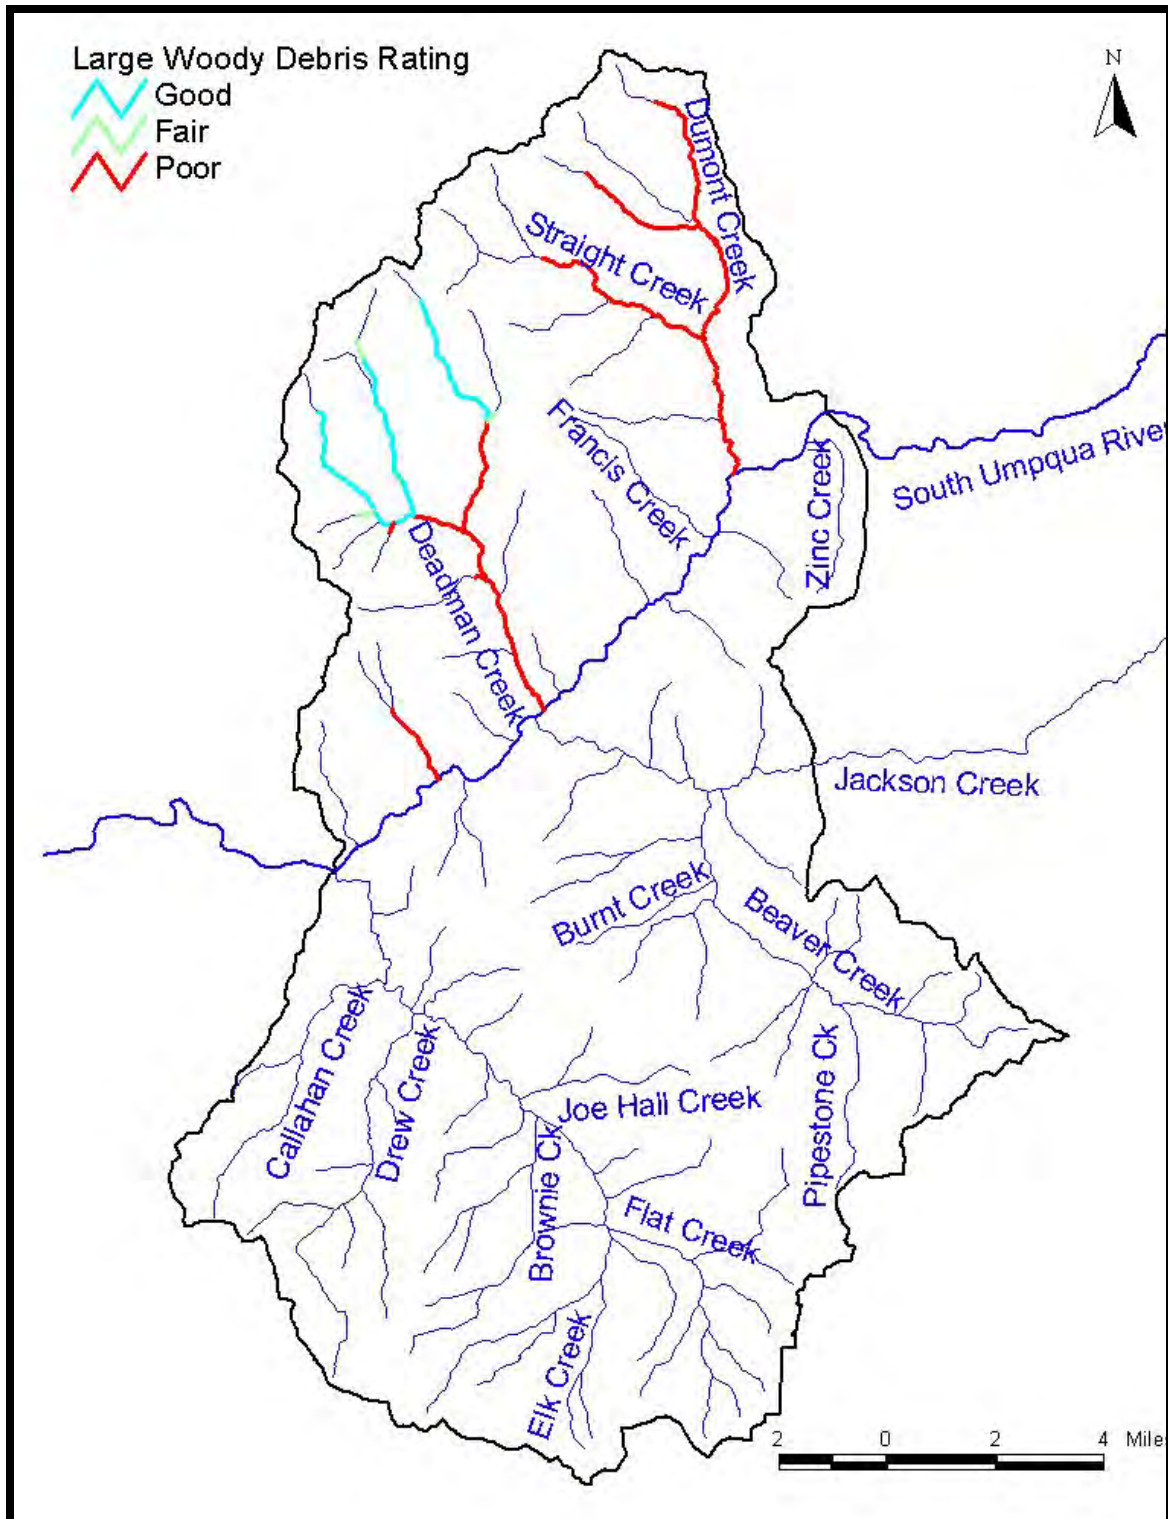 Large Woody Debris Rating
Good
Fair
Poor
N
Dumont Creek
Straight Creek
Francis Creek
Zinc Creek
South Umpqua River
Deadman Creek
Jackson Creek
Burnt Creek
Beaver Creek
Callahan Creek
Drew Creek
Joe Hall Creek
Pipestone Ck
Brownie Ck
Flat Creek
Elk Creek
2 0 2 4 Miles